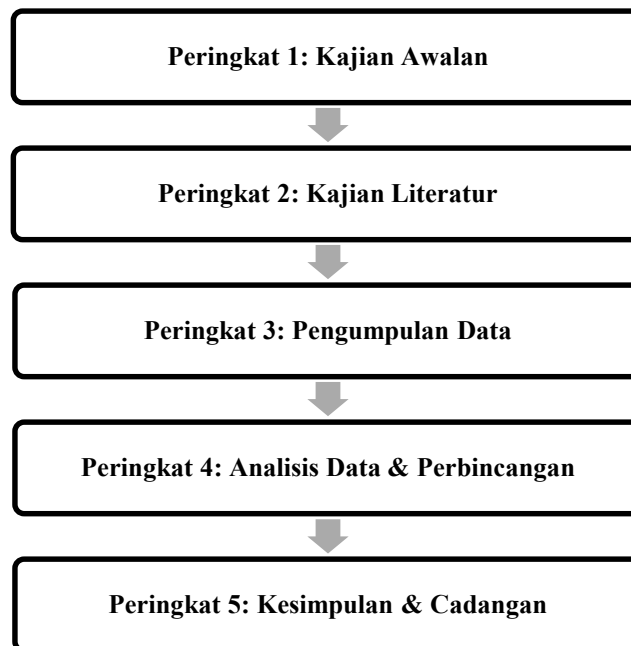 Peringkat 1: Kajian Awalan
Peringkat 2: Kajian Literatur
Peringkat 3: Pengumpulan Data
Peringkat 4: Analisis Data & Perbincangan
Peringkat 5: Kesimpulan & Cadangan